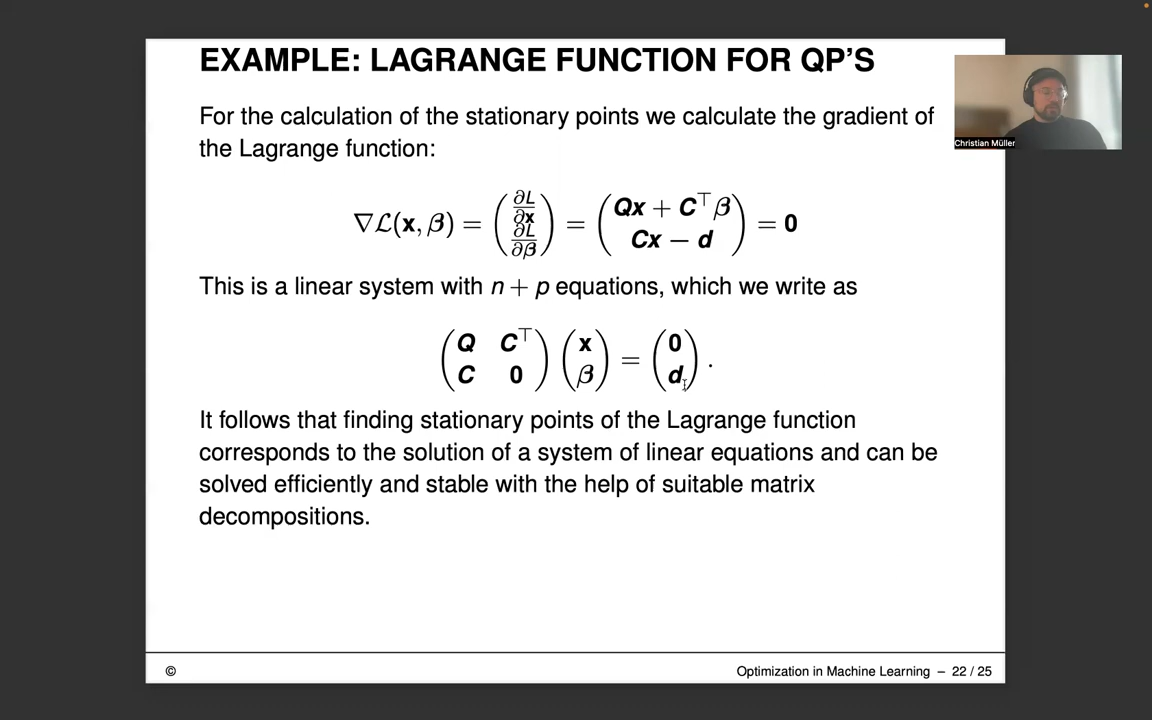 EXAMPLE: LAGRANGE FUNCTION FOR QP'S
For the calculation of the stationary points we calculate the gradient of
the Lagrange function:
∇ℒ(x, β) = (∂L/∂x ∂L/∂β) = (Qx + C⊤β Cx − d) = 0
This is a linear system with n + p equations, which we write as
(Q C⊤ C 0) (x β) = (0 d) .
It follows that finding stationary points of the Lagrange function
corresponds to the solution of a system of linear equations and can be
solved efficiently and stable with the help of suitable matrix
decompositions.
© Optimization in Machine Learning – 22 / 25
Christian Müller